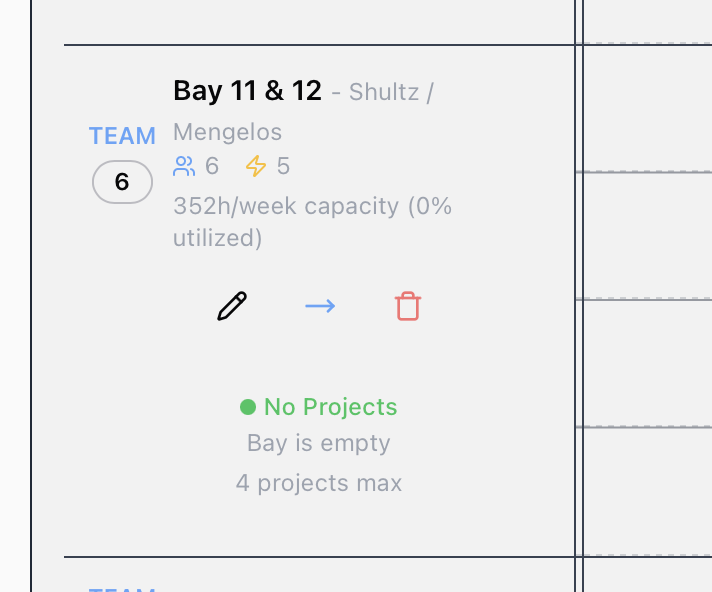 Bay 11 & 12 - Shultz /
Mengelos
TEAM
6
6 5
352h/week capacity (0%
utilized)
No Projects
Bay is empty
4 projects max
TEAM